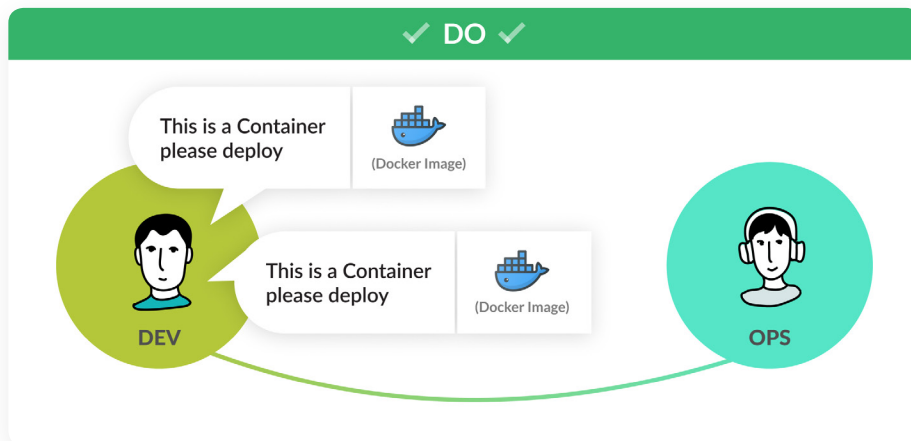 DO
This is a Container
please deploy
(Docker Image)
This is a Container
please deploy
(Docker Image)
DEV
OPS